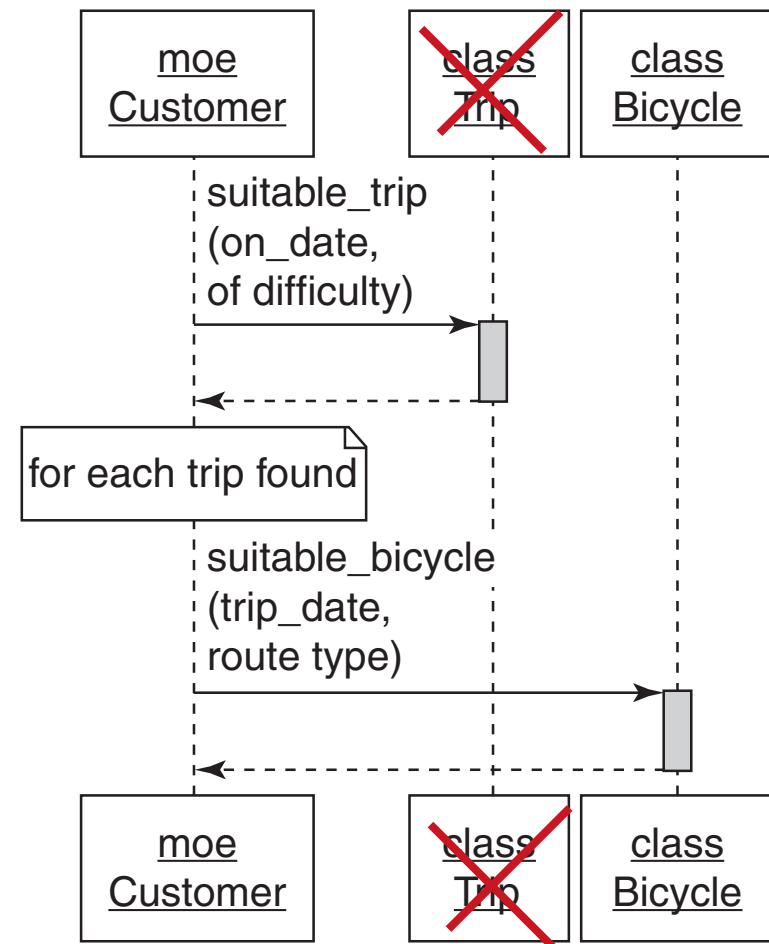 moe
Customer
class
Trip
class
Bicycle
suitable_trip
(on_date,
of difficulty)
for each trip found
suitable_bicycle
(trip_date,
route type)
moe
Customer
class
Trip
class
Bicycle